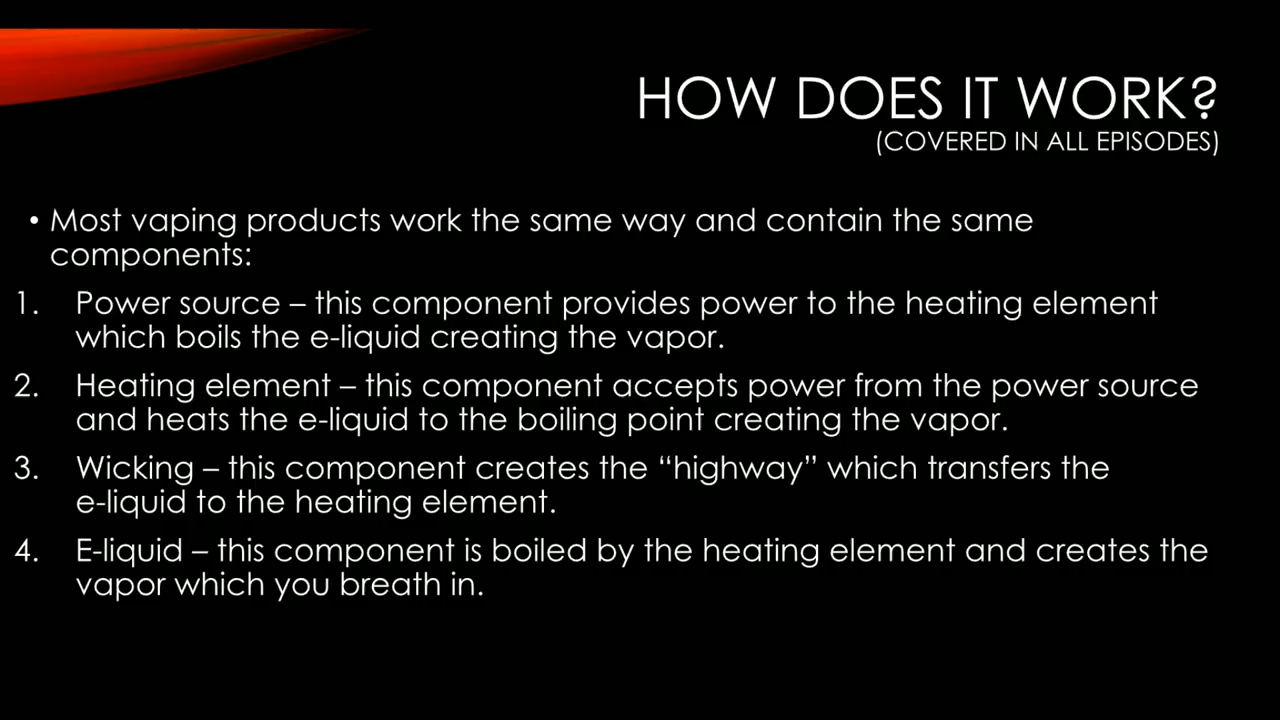 HOW DOES IT WORK?
(COVERED IN ALL EPISODES)
• Most vaping products work the same way and contain the same
components:
1. Power source – this component provides power to the heating element
which boils the e-liquid creating the vapor.
2. Heating element – this component accepts power from the power source
and heats the e-liquid to the boiling point creating the vapor.
3. Wicking – this component creates the “highway” which transfers the
e-liquid to the heating element.
4. E-liquid – this component is boiled by the heating element and creates the
vapor which you breath in.